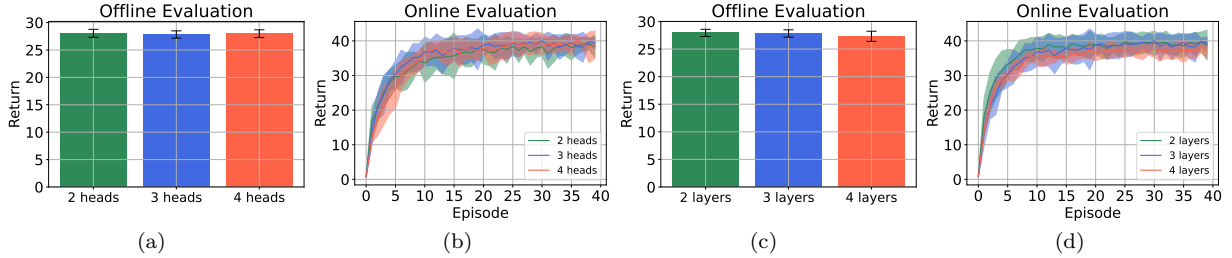 Offline Evaluation
Return
30
25
20
15
10
5
0
2 heads 3 heads 4 heads
(a)
Online Evaluation
Return
40
30
20
10
0
2 heads
3 heads
4 heads
0 5 10 15 20 25 30 35 40
Episode
(b)
Offline Evaluation
Return
30
25
20
15
10
5
0
2 layers 3 layers 4 layers
(c)
Online Evaluation
Return
40
30
20
10
0
2 layers
3 layers
4 layers
0 5 10 15 20 25 30 35 40
Episode
(d)